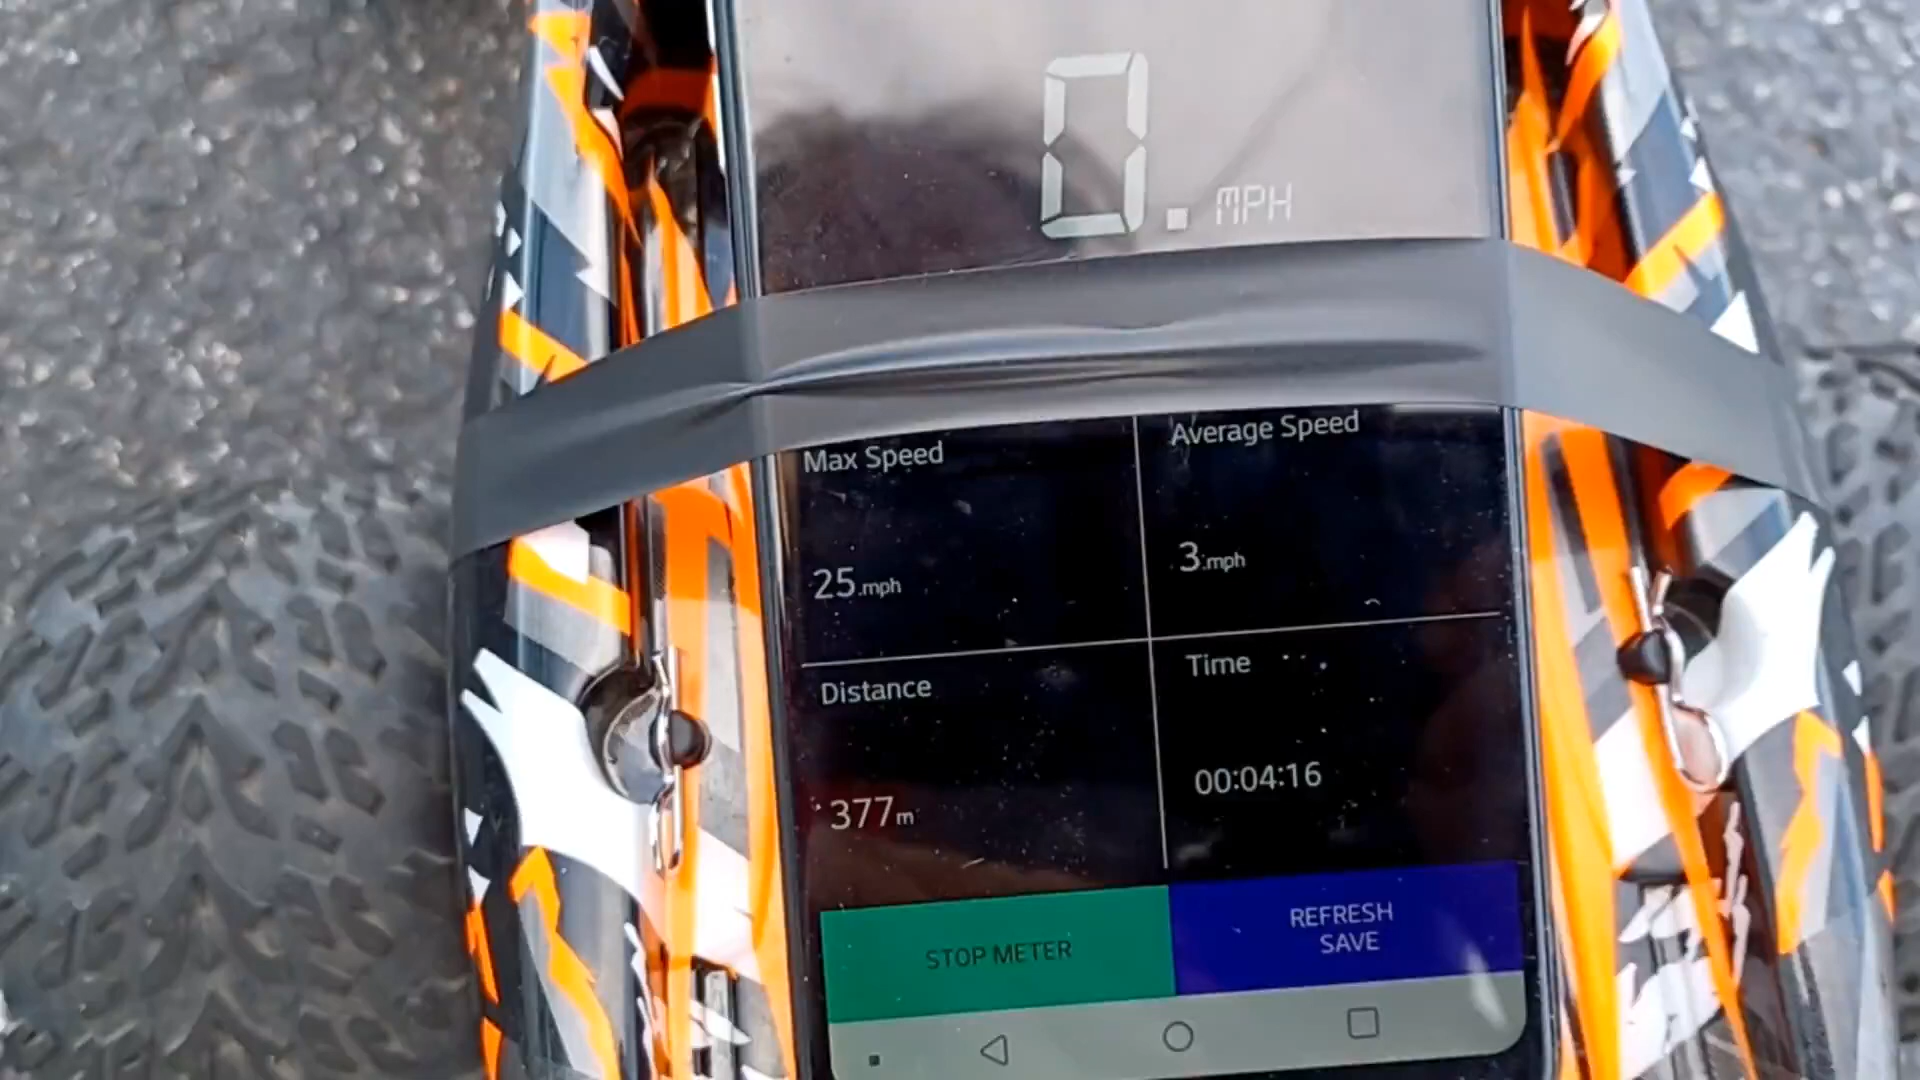 0. MPH
Max Speed
Average Speed
25.mph
3.mph
Distance
Time
377m
00:04:16
STOP METER
REFRESH
SAVE